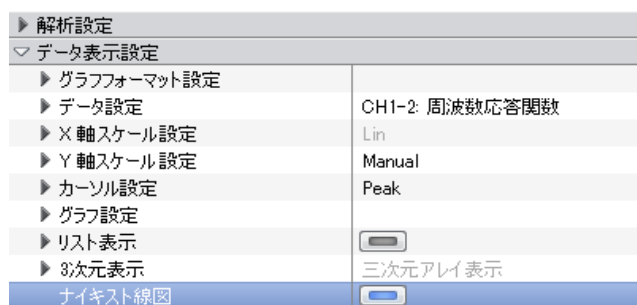 解析設定
データ表示設定
グラフフォーマット設定
データ設定 CH1-2: 周波数応答関数
X 軸スケール設定 Lin
Y 軸スケール設定 Manual
カーソル設定 Peak
グラフ設定
リスト表示
3次元表示 三次元アレイ表示
ナイキスト線図